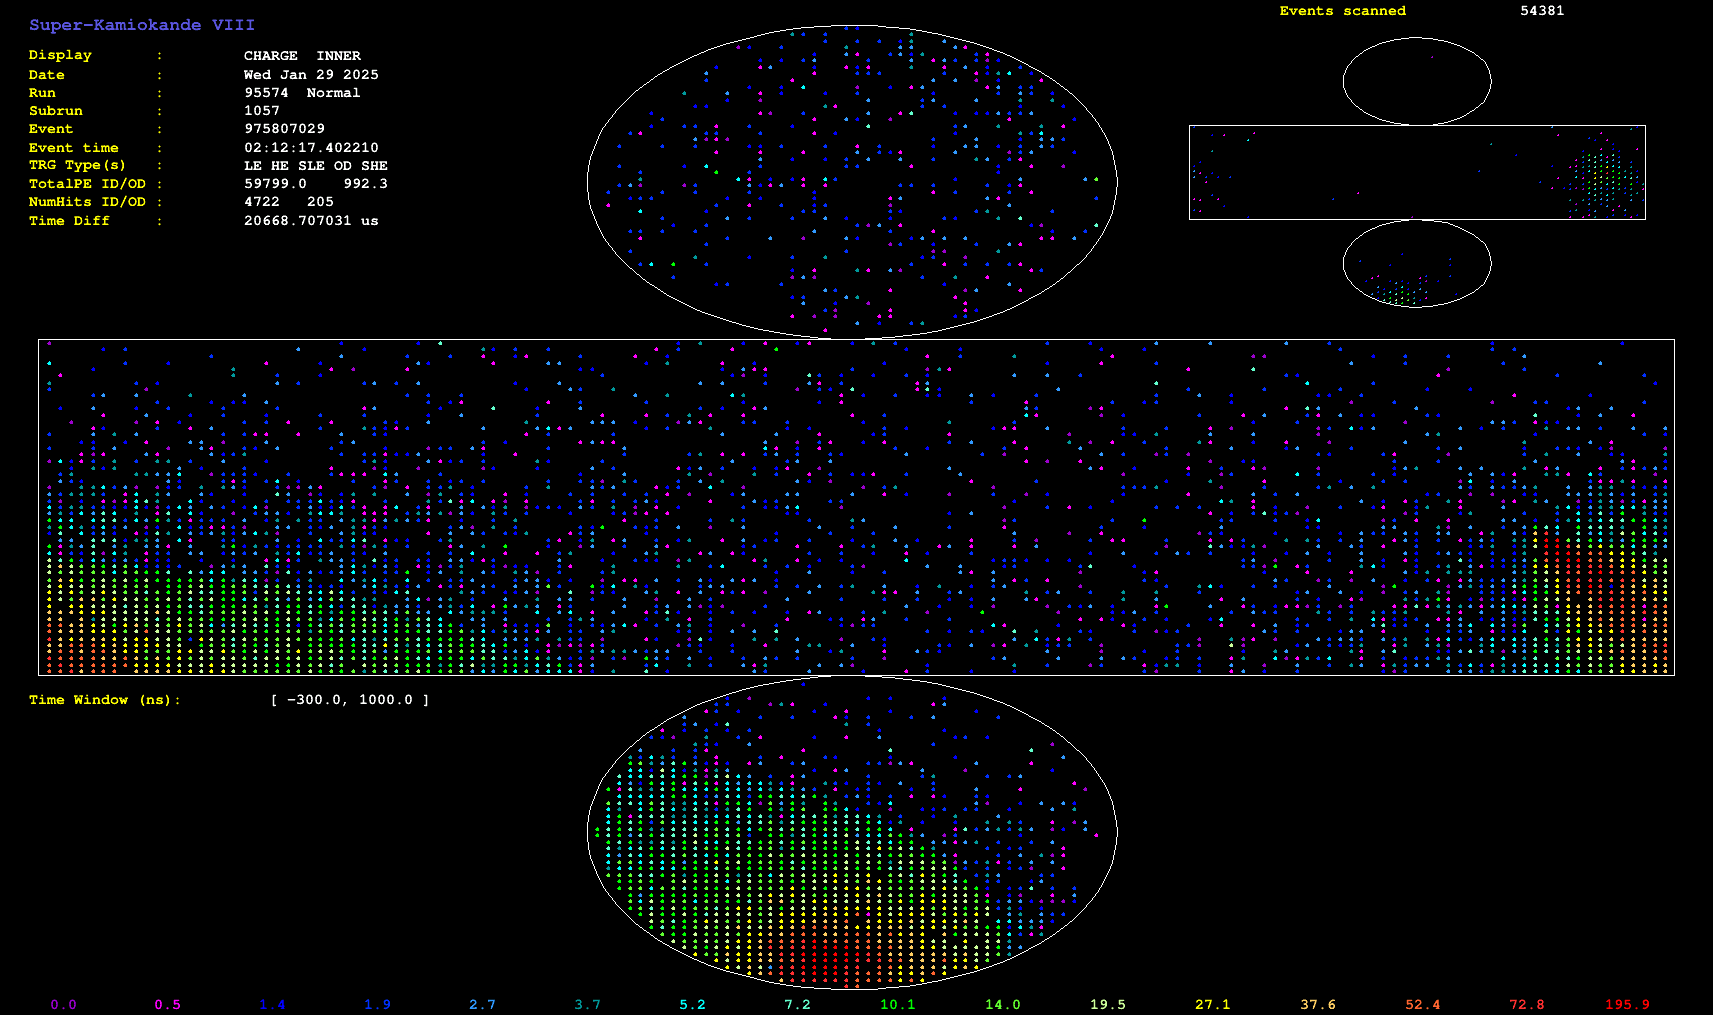 Super-Kamiokande VIII
Events scanned 54381
Display : CHARGE INNER
Date : Wed Jan 29 2025
Run : 95574 Normal
Subrun : 1057
Event : 975807029
Event time : 02:12:17.402210
TRG Type(s) : LE HE SLE OD SHE
TotalPE ID/OD : 59799.0 992.3
NumHits ID/OD : 4722 205
Time Diff : 20668.707031 us
Time Window (ns): [ -300.0, 1000.0 ]
0.0 0.5 1.4 1.9 2.7 3.7 5.2 7.2 10.1 14.0 19.5 27.1 37.6 52.4 72.8 195.9